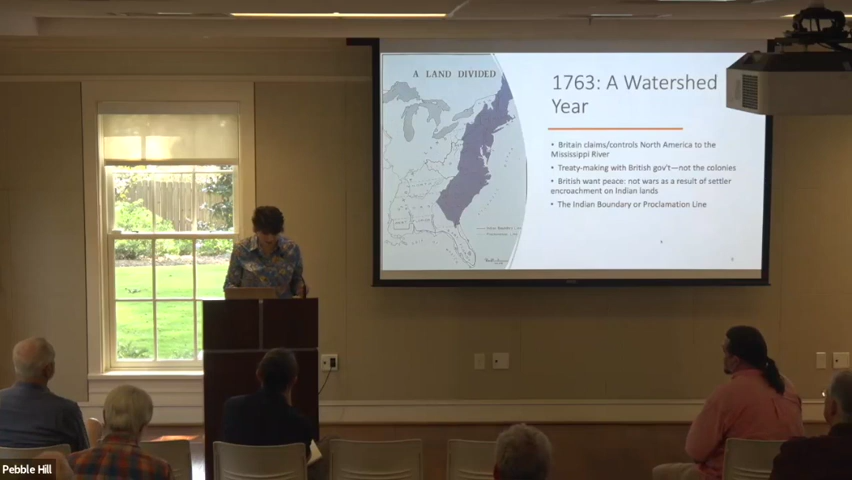 A LAND DIVIDED
1763: A Watershed
Year
• Britain claims/controls North America to the
Mississippi River
• Treaty-making with British gov't—not the colonies
• British want peace: not wars as a result of settler
encroachment on Indian lands
• The Indian Boundary or Proclamation Line
Pebble Hill